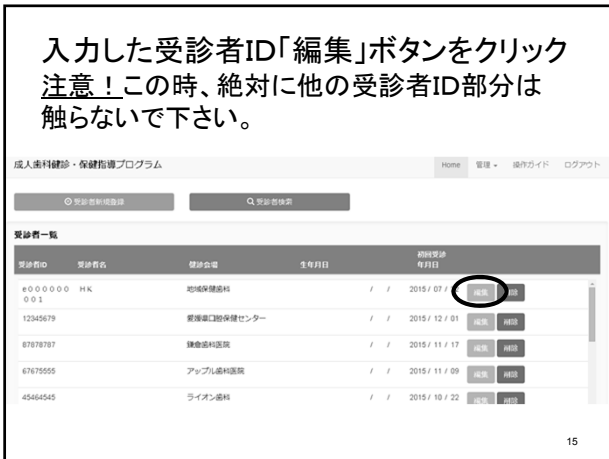 入力した受診者ID「編集」ボタンをクリック
注意！この時、絶対に他の受診者ID部分は
触らないで下さい。
成人歯科健診・保健指導プログラム Home 管理 操作ガイド ログアウト
受診者新規登録 受診者検索
受診者一覧
受診者ID 受診者名 健診会場 生年月日 初回受診
年月日
e000000 HK 地域保健歯科 / / 2015 / 07 / 編集 削除
001
12345679 愛媛県口腔保健センター / / 2015 / 12 / 01 編集 削除
87878787 鎌倉歯科医院 / / 2015 / 11 / 17 編集 削除
67675555 アップル歯科医院 / / 2015 / 11 / 09 編集 削除
45464545 ライオン歯科 / / 2015 / 10 / 22 編集 削除
15